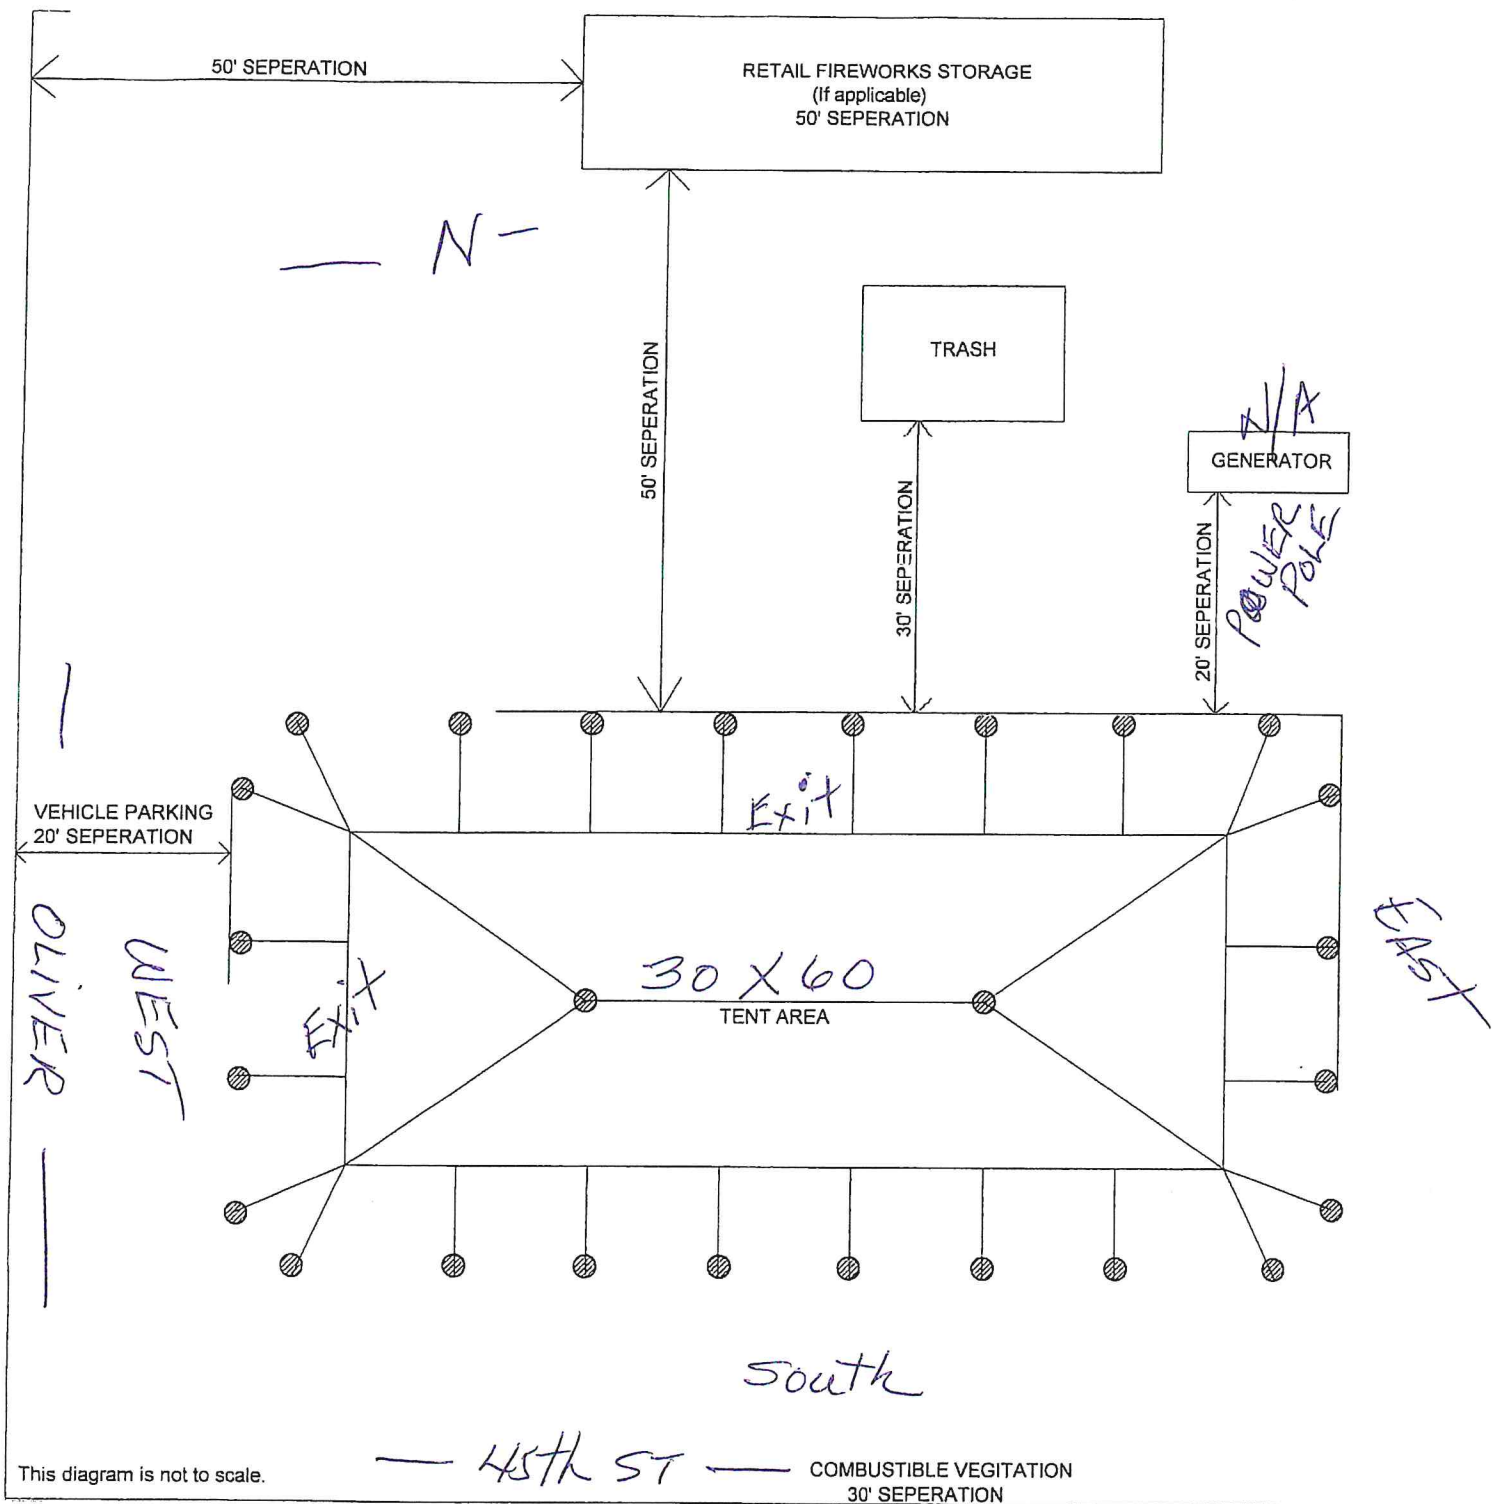 50' SEPERATION
RETAIL FIREWORKS STORAGE
(If applicable)
50' SEPERATION
— N —
50' SEPERATION
TRASH
30' SEPERATION
N/A
GENERATOR
20' SEPERATION
POWER
POLE
VEHICLE PARKING
20' SEPERATION
Exit
OLIVER
WEST
Exit
30 X 60
TENT AREA
EAST
South
This diagram is not to scale.
— 45th ST —
COMBUSTIBLE VEGITATION
30' SEPERATION